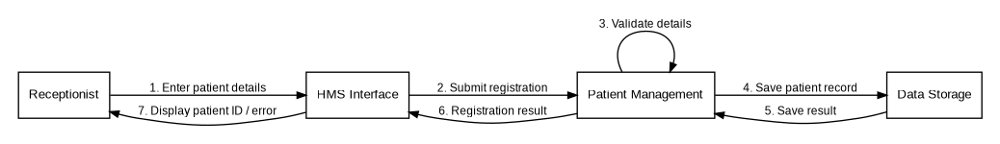 3. Validate details
Receptionist
1. Enter patient details
HMS Interface
2. Submit registration
Patient Management
4. Save patient record
Data Storage
7. Display patient ID / error
6. Registration result
5. Save result